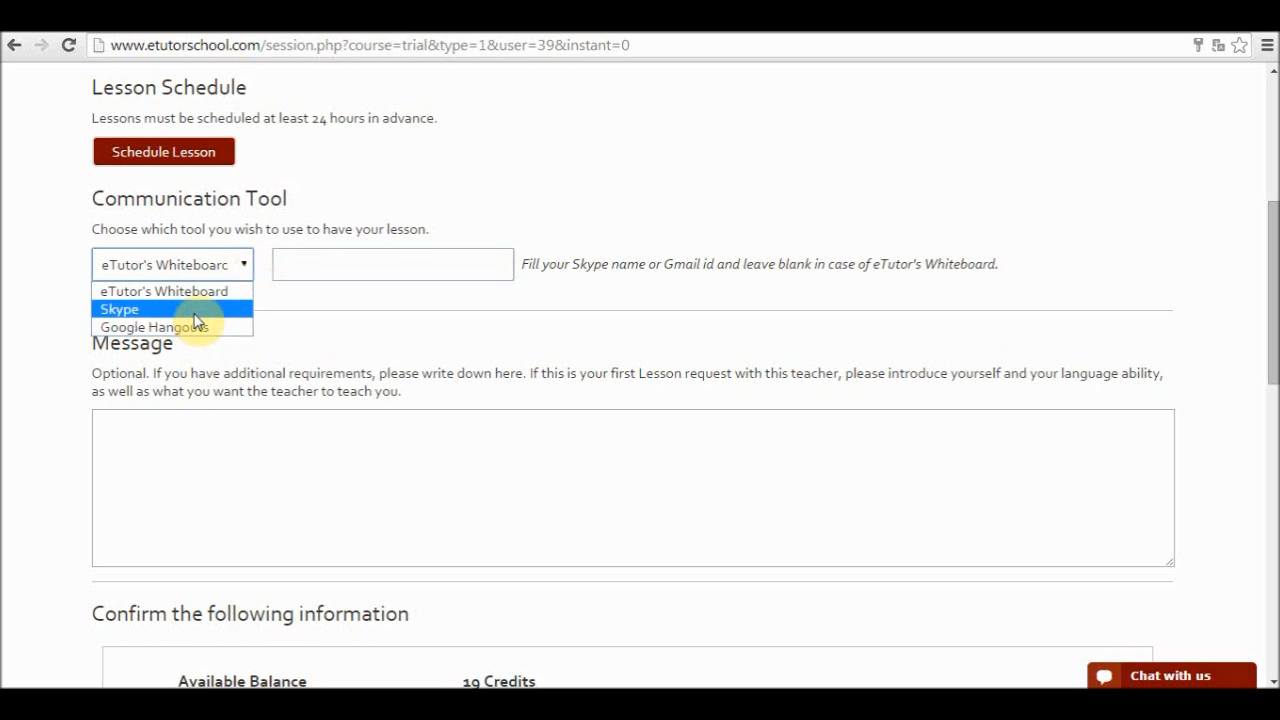 www.etutorschool.com/session.php?course=trial&type=1&user=39&instant=0
Lesson Schedule
Lessons must be scheduled at least 24 hours in advance.
Schedule Lesson
Communication Tool
Choose which tool you wish to use to have your lesson.
eTutor's Whiteboarc Fill your Skype name or Gmail id and leave blank in case of eTutor's Whiteboard.
eTutor's Whiteboard
Skype
Google Hangouts
Message
Optional. If you have additional requirements, please write down here. If this is your first Lesson request with this teacher, please introduce yourself and your language ability,
as well as what you want the teacher to teach you.
Confirm the following information
Available Balance 19 Credits
Chat with us